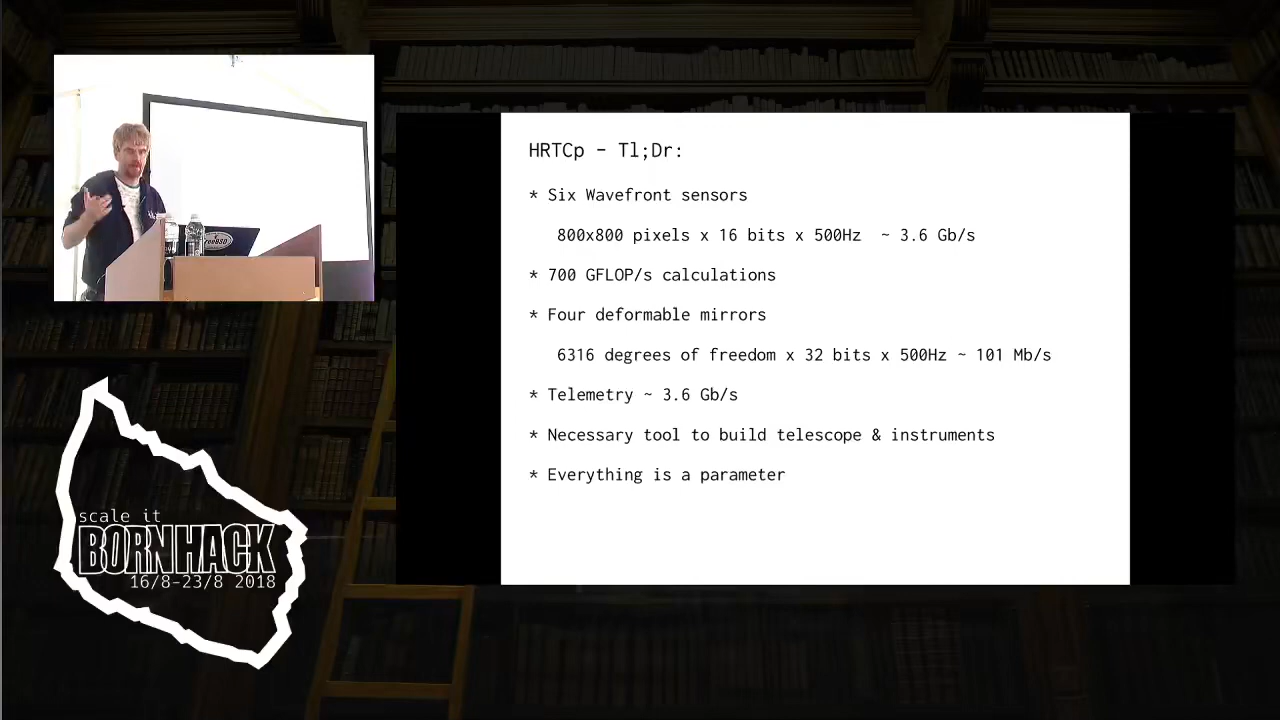 HRTCp - Tl;Dr:
* Six Wavefront sensors
800x800 pixels x 16 bits x 500Hz ~ 3.6 Gb/s
* 700 GFLOP/s calculations
* Four deformable mirrors
6316 degrees of freedom x 32 bits x 500Hz ~ 101 Mb/s
* Telemetry ~ 3.6 Gb/s
* Necessary tool to build telescope & instruments
* Everything is a parameter
scale it
BORNHACK
16/8-23/8 2018